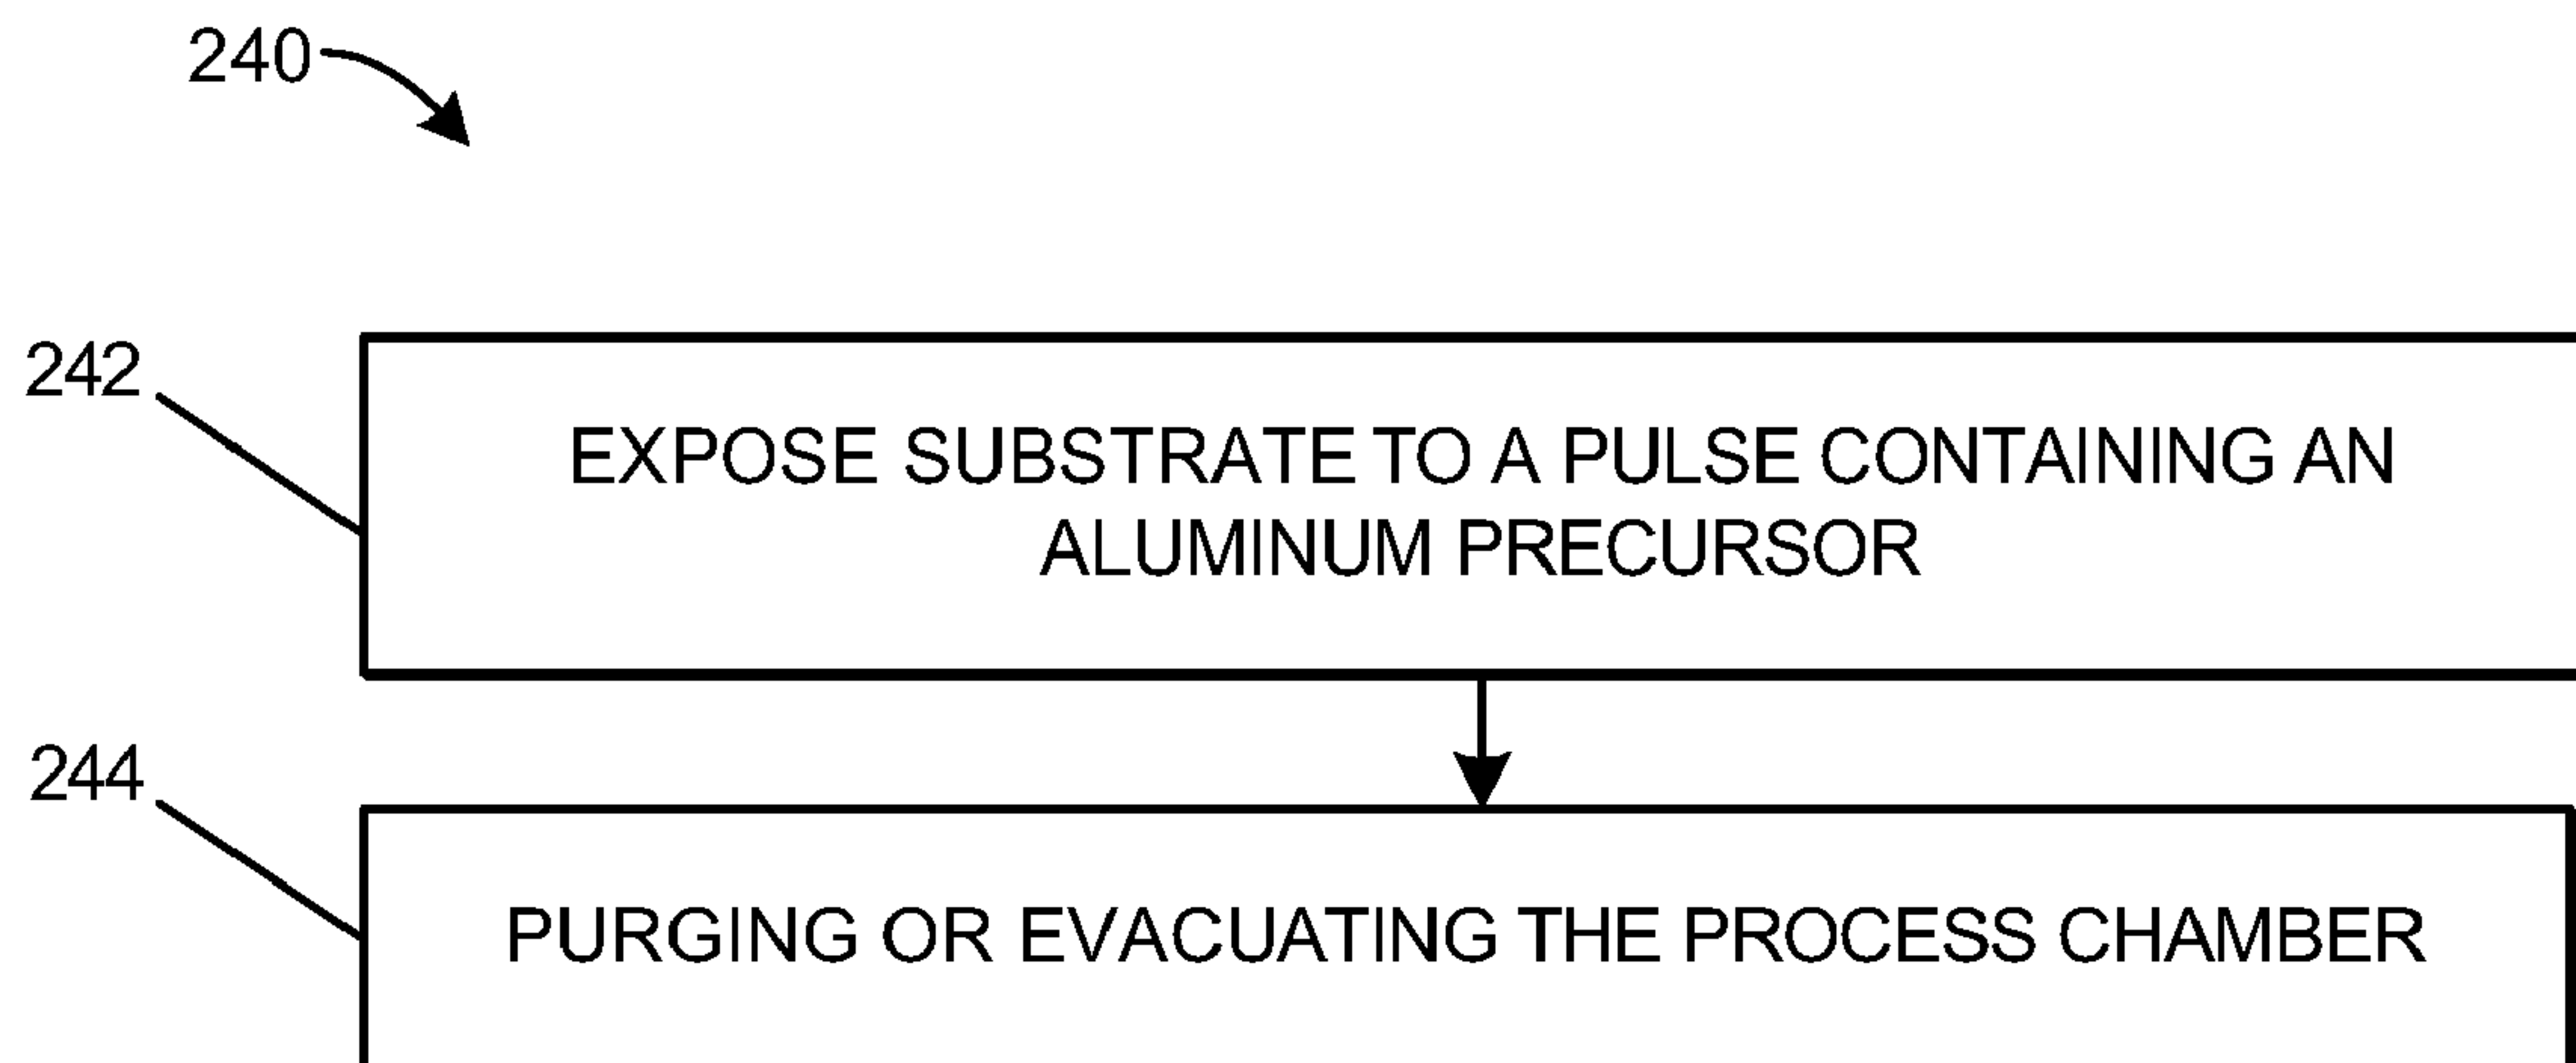 240
242
EXPOSE SUBSTRATE TO A PULSE CONTAINING AN
ALUMINUM PRECURSOR
244
PURGING OR EVACUATING THE PROCESS CHAMBER